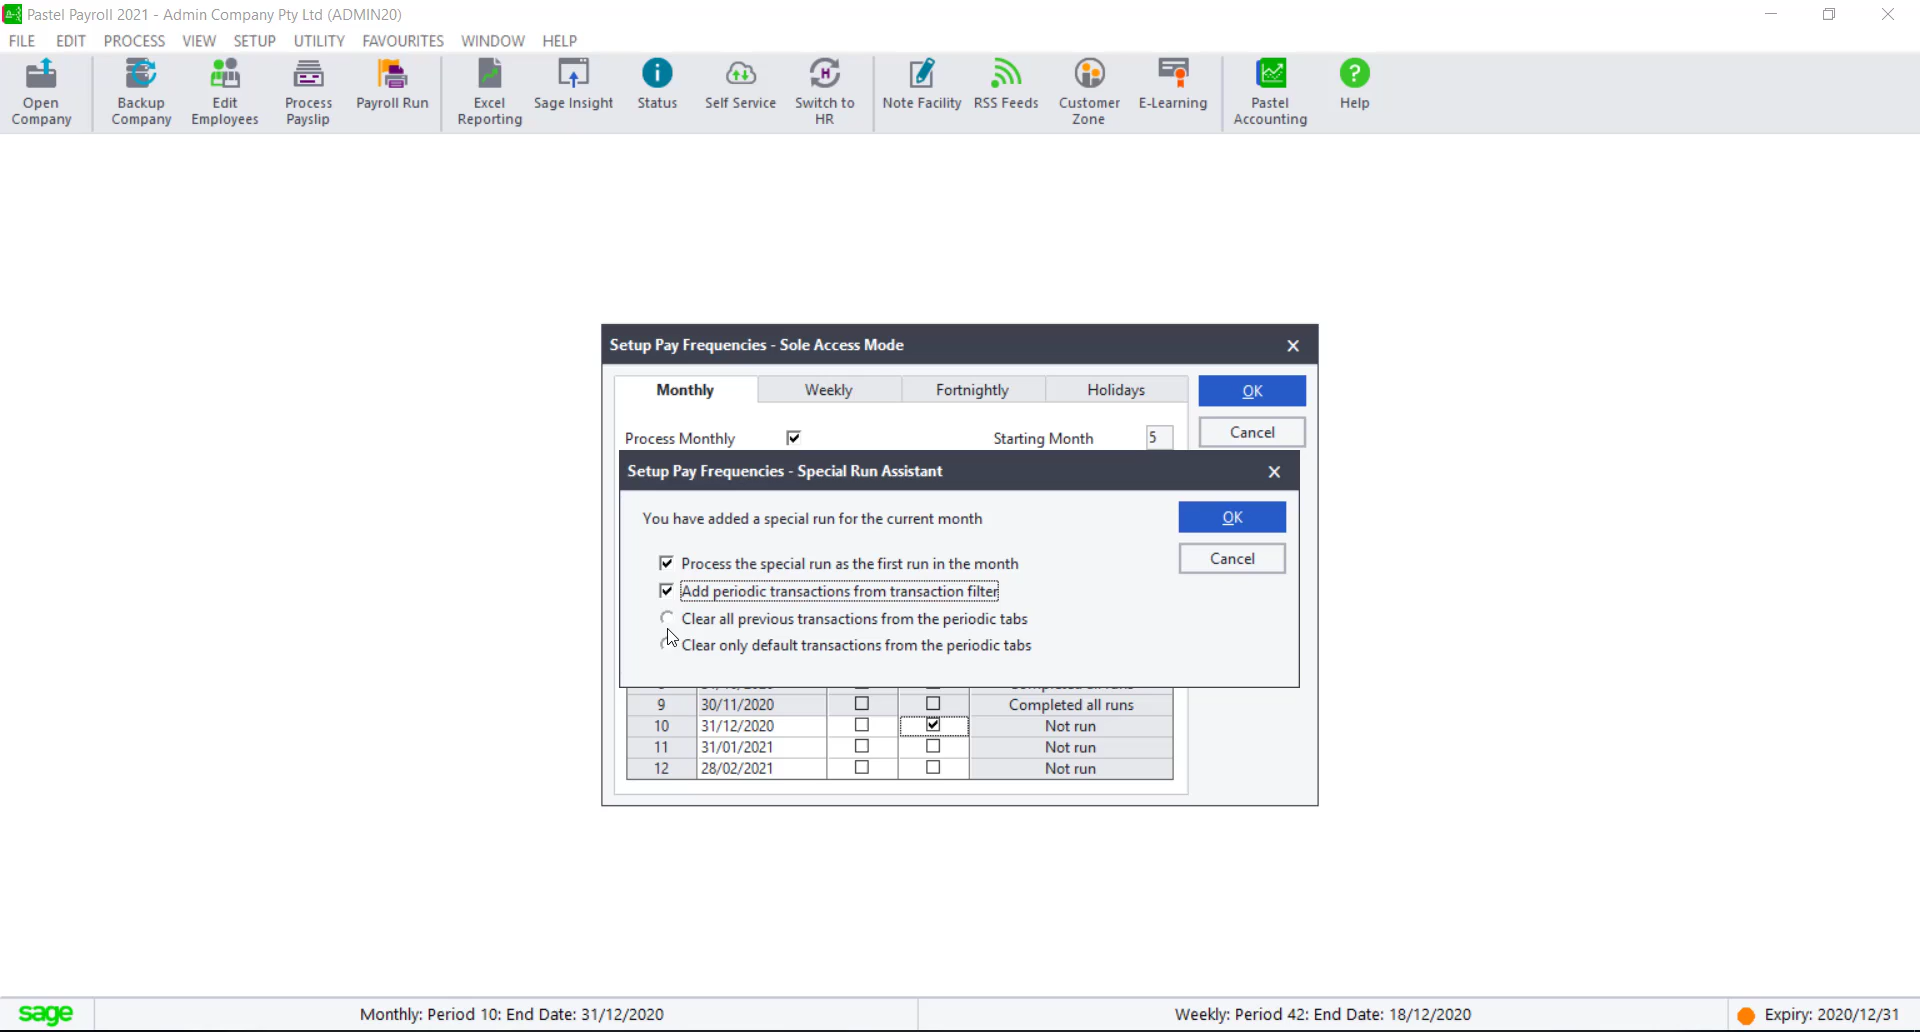 Pastel Payroll 2021 - Admin Company Pty Ltd (ADMIN20)
FILE EDIT PROCESS VIEW SETUP UTILITY FAVOURITES WINDOW HELP
Open Company
Backup Company
Edit Employees
Process Payslip
Payroll Run
Excel Reporting
Sage Insight
Status
Self Service
Switch to HR
Note Facility
RSS Feeds
Customer Zone
E-Learning
Pastel Accounting
Help
Setup Pay Frequencies - Sole Access Mode
Monthly Weekly Fortnightly Holidays OK
Process Monthly Starting Month 5 Cancel
Setup Pay Frequencies - Special Run Assistant
You have added a special run for the current month OK
Cancel
Process the special run as the first run in the month
Add periodic transactions from transaction filter
Clear all previous transactions from the periodic tabs
Clear only default transactions from the periodic tabs
9 30/11/2020 Completed all runs
10 31/12/2020 Not run
11 31/01/2021 Not run
12 28/02/2021 Not run
sage Monthly: Period 10: End Date: 31/12/2020 Weekly: Period 42: End Date: 18/12/2020 Expiry: 2020/12/31